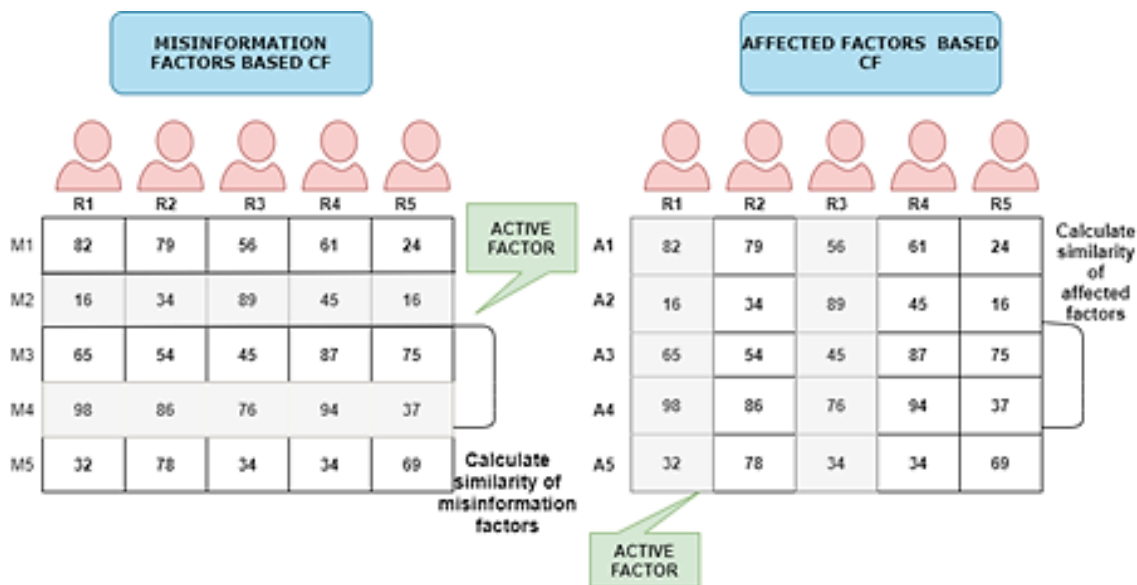 MISINFORMATION
FACTORS BASED CF
R1 R2 R3 R4 R5
M1 82 79 56 61 24
M2 16 34 89 45 16
M3 65 54 45 87 75
M4 98 86 76 94 37
M5 32 78 34 34 69
ACTIVE
FACTOR
Calculate
similarity of
misinformation
factors
AFFECTED FACTORS BASED
CF
R1 R2 R3 R4 R5
A1 82 79 56 61 24
A2 16 34 89 45 16
A3 65 54 45 87 75
A4 98 86 76 94 37
A5 32 78 34 34 69
Calculate
similarity
of
affected
factors
ACTIVE
FACTOR